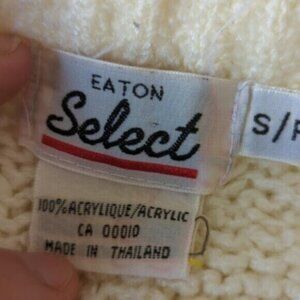 EATON
Select
S/P
100% ACRYLIQUE/ACRYLIC
CA 00010
MADE IN THAILAND